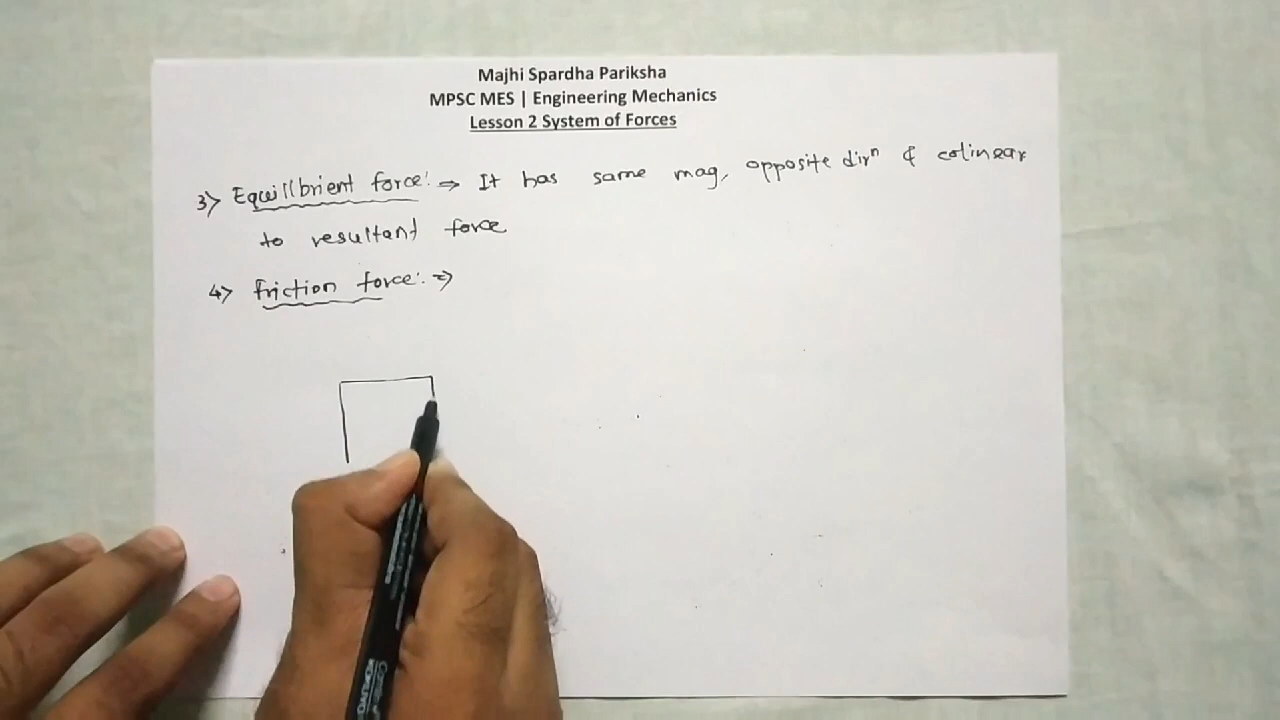 Majhi Spardha Pariksha
MPSC MES | Engineering Mechanics
Lesson 2 System of Forces
3) Equillbrient force: ⇒ It has same mag, opposite dirⁿ & colinear
to resultant force
4) friction force: ⇒